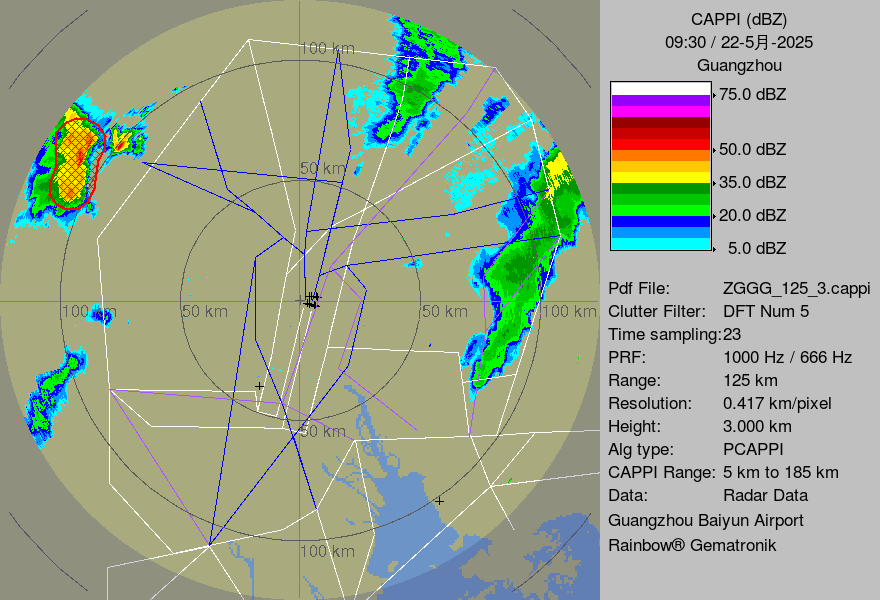 CAPPI (dBZ)
09:30 / 22-5月-2025
Guangzhou
75.0 dBZ
50.0 dBZ
35.0 dBZ
20.0 dBZ
5.0 dBZ
Pdf File: ZGGG_125_3.cappi
Clutter Filter: DFT Num 5
Time sampling:23
PRF: 1000 Hz / 666 Hz
Range: 125 km
Resolution: 0.417 km/pixel
Height: 3.000 km
Alg type: PCAPPI
CAPPI Range: 5 km to 185 km
Data: Radar Data
Guangzhou Baiyun Airport
Rainbow® Gematronik
100 km
50 km
100 km
50 km
50 km
100 km
50 km
100 km